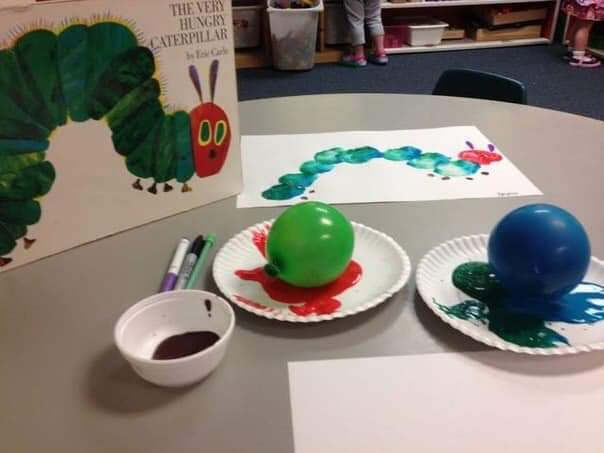 THE VERY
HUNGRY
CATERPILLAR
by Eric Carle